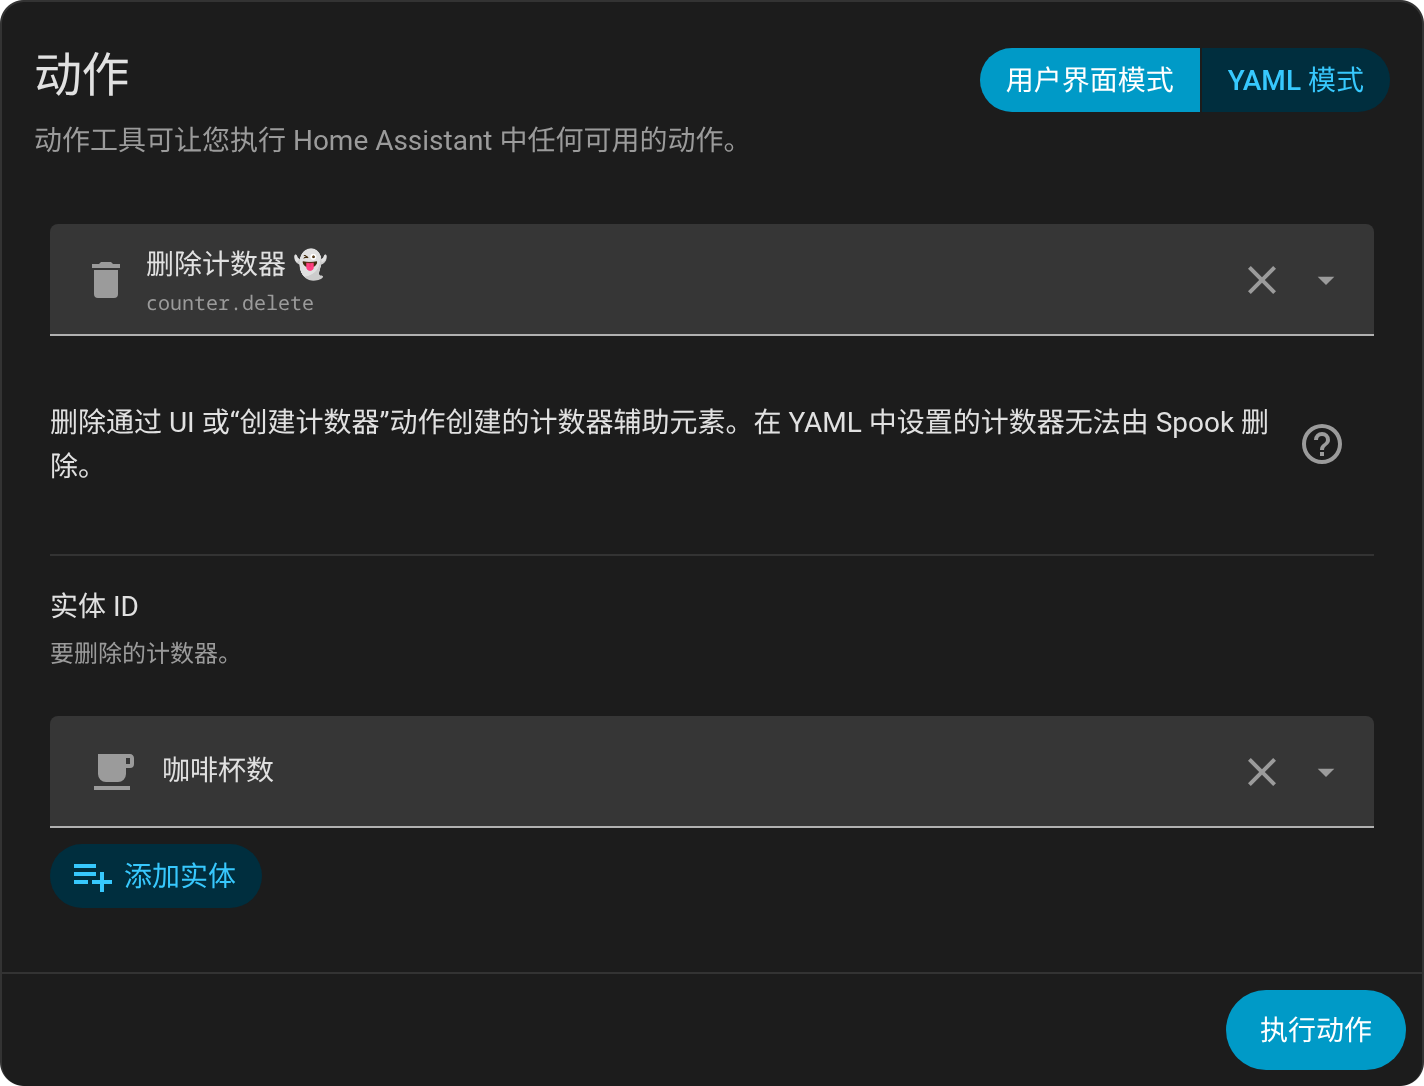 动作
用户界面模式
YAML 模式
动作工具可让您执行 Home Assistant 中任何可用的动作。
删除计数器 👻
counter.delete
删除通过 UI 或“创建计数器”动作创建的计数器辅助元素。在 YAML 中设置的计数器无法由 Spook 删
除。
实体 ID
要删除的计数器。
咖啡杯数
添加实体
执行动作